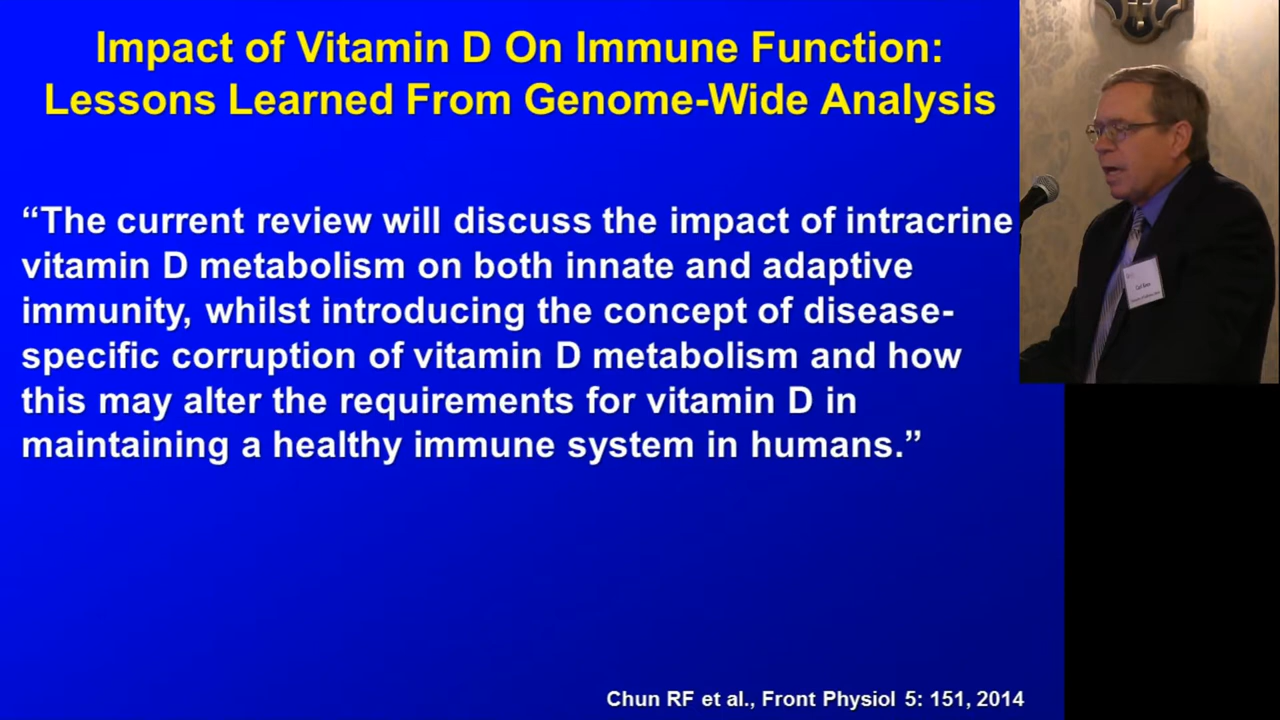 Impact of Vitamin D On Immune Function:
Lessons Learned From Genome-Wide Analysis
“The current review will discuss the impact of intracrine
vitamin D metabolism on both innate and adaptive
immunity, whilst introducing the concept of disease-
specific corruption of vitamin D metabolism and how
this may alter the requirements for vitamin D in
maintaining a healthy immune system in humans.”
Chun RF et al., Front Physiol 5: 151, 2014